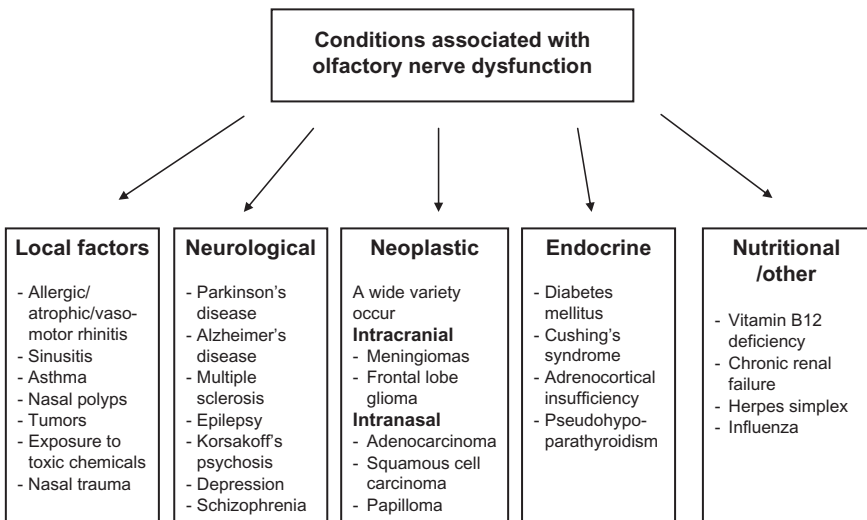 Conditions associated with
olfactory nerve dysfunction
Local factors
- Allergic/
atrophic/vaso-
motor rhinitis
- Sinusitis
- Asthma
- Nasal polyps
- Tumors
- Exposure to
toxic chemicals
- Nasal trauma
Neurological
- Parkinson's
disease
- Alzheimer's
disease
- Multiple
sclerosis
- Epilepsy
- Korsakoff's
psychosis
- Depression
- Schizophrenia
Neoplastic
A wide variety
occur
Intracranial
- Meningiomas
- Frontal lobe
glioma
Intranasal
- Adenocarcinoma
- Squamous cell
carcinoma
- Papilloma
Endocrine
- Diabetes
mellitus
- Cushing's
syndrome
- Adrenocortical
insufficiency
- Pseudohypo-
parathyroidism
Nutritional
/other
- Vitamin B12
deficiency
- Chronic renal
failure
- Herpes simplex
- Influenza